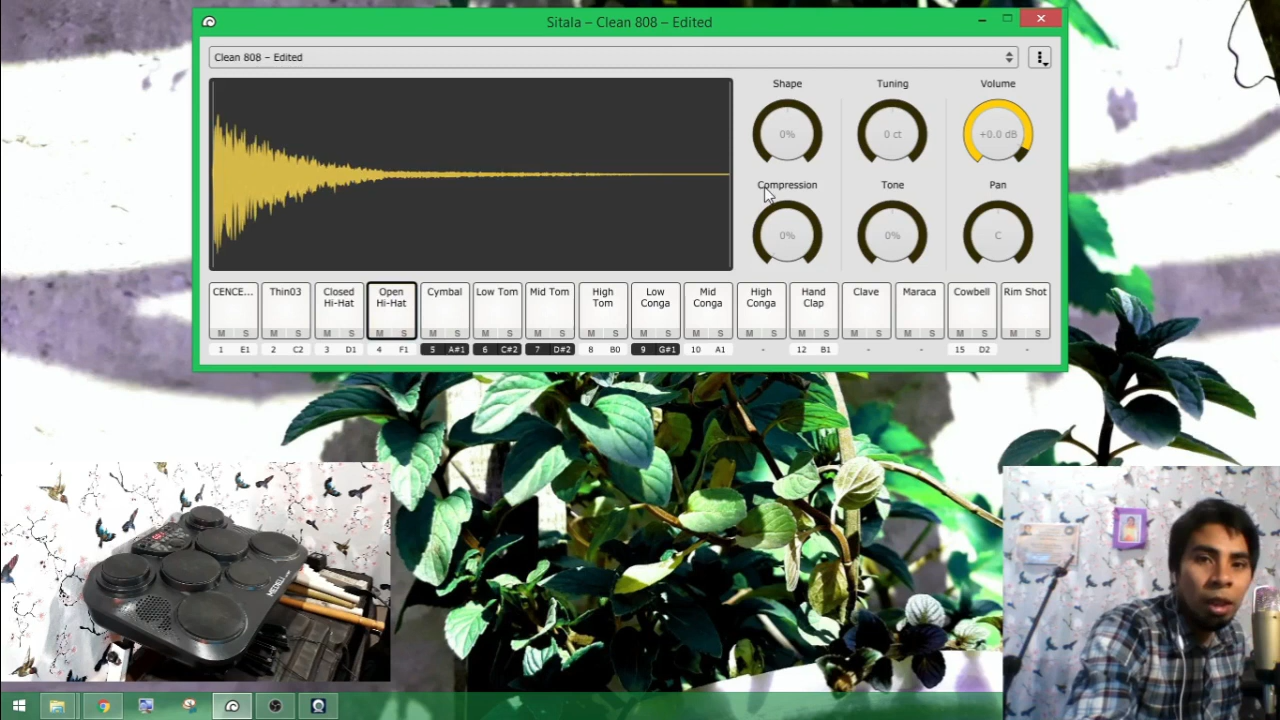 Sitala – Clean 808 – Edited
Clean 808 – Edited
Shape Tuning Volume
0% 0 ct +0.0 dB
Compression Tone Pan
0% 0% C
CENCE... Thin03 Closed Hi-Hat Open Hi-Hat Cymbal Low Tom Mid Tom High Tom Low Conga Mid Conga High Conga Hand Clap Clave Maraca Cowbell Rim Shot
M S M S M S M S M S M S M S M S M S M S M S M S M S M S M S M S
1 E1 2 C2 3 D1 4 F1 5 A#1 6 C#2 7 D#2 8 B0 9 G#1 10 A1 - 12 B1 - - 15 D2 -
MEDELI